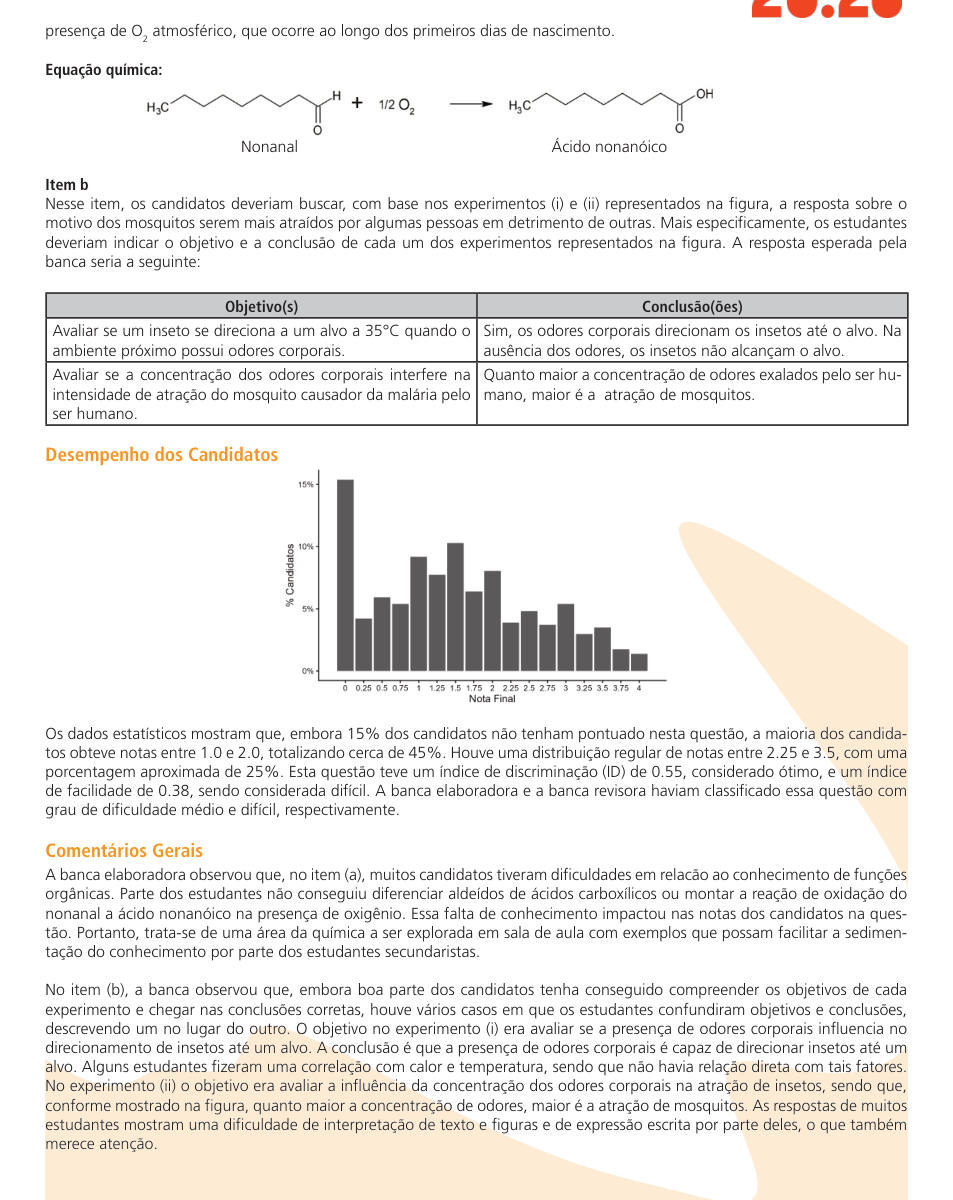 presença de O2 atmosférico, que ocorre ao longo dos primeiros dias de nascimento.
Equação química:
H3C H O + 1/2 O2 H3C OH O
Nonanal Ácido nonanóico
Item b
Nesse item, os candidatos deveriam buscar, com base nos experimentos (i) e (ii) representados na figura, a resposta sobre o
motivo dos mosquitos serem mais atraídos por algumas pessoas em detrimento de outras. Mais especificamente, os estudantes
deveriam indicar o objetivo e a conclusão de cada um dos experimentos representados na figura. A resposta esperada pela
banca seria a seguinte:
Objetivo(s) Conclusão(ões)
Avaliar se um inseto se direciona a um alvo a 35°C quando o
ambiente próximo possui odores corporais.
Sim, os odores corporais direcionam os insetos até o alvo. Na
ausência dos odores, os insetos não alcançam o alvo.
Avaliar se a concentração dos odores corporais interfere na
intensidade de atração do mosquito causador da malária pelo
ser humano.
Quanto maior a concentração de odores exalados pelo ser hu-
mano, maior é a atração de mosquitos.
Desempenho dos Candidatos
% Candidatos
15%
10%
5%
0%
0 0.25 0.5 0.75 1 1.25 1.5 1.75 2 2.25 2.5 2.75 3 3.25 3.5 3.75 4
Nota Final
Os dados estatísticos mostram que, embora 15% dos candidatos não tenham pontuado nesta questão, a maioria dos candida-
tos obteve notas entre 1.0 e 2.0, totalizando cerca de 45%. Houve uma distribuição regular de notas entre 2.25 e 3.5, com uma
porcentagem aproximada de 25%. Esta questão teve um índice de discriminação (ID) de 0.55, considerado ótimo, e um índice
de facilidade de 0.38, sendo considerada difícil. A banca elaboradora e a banca revisora haviam classificado essa questão com
grau de dificuldade médio e difícil, respectivamente.
Comentários Gerais
A banca elaboradora observou que, no item (a), muitos candidatos tiveram dificuldades em relacão ao conhecimento de funções
orgânicas. Parte dos estudantes não conseguiu diferenciar aldeídos de ácidos carboxílicos ou montar a reação de oxidação do
nonanal a ácido nonanóico na presença de oxigênio. Essa falta de conhecimento impactou nas notas dos candidatos na ques-
tão. Portanto, trata-se de uma área da química a ser explorada em sala de aula com exemplos que possam facilitar a sedimen-
tação do conhecimento por parte dos estudantes secundaristas.
No item (b), a banca observou que, embora boa parte dos candidatos tenha conseguido compreender os objetivos de cada
experimento e chegar nas conclusões corretas, houve vários casos em que os estudantes confundiram objetivos e conclusões,
descrevendo um no lugar do outro. O objetivo no experimento (i) era avaliar se a presença de odores corporais influencia no
direcionamento de insetos até um alvo. A conclusão é que a presença de odores corporais é capaz de direcionar insetos até um
alvo. Alguns estudantes fizeram uma correlação com calor e temperatura, sendo que não havia relação direta com tais fatores.
No experimento (ii) o objetivo era avaliar a influência da concentração dos odores corporais na atração de insetos, sendo que,
conforme mostrado na figura, quanto maior a concentração de odores, maior é a atração de mosquitos. As respostas de muitos
estudantes mostram uma dificuldade de interpretação de texto e figuras e de expressão escrita por parte deles, o que também
merece atenção.